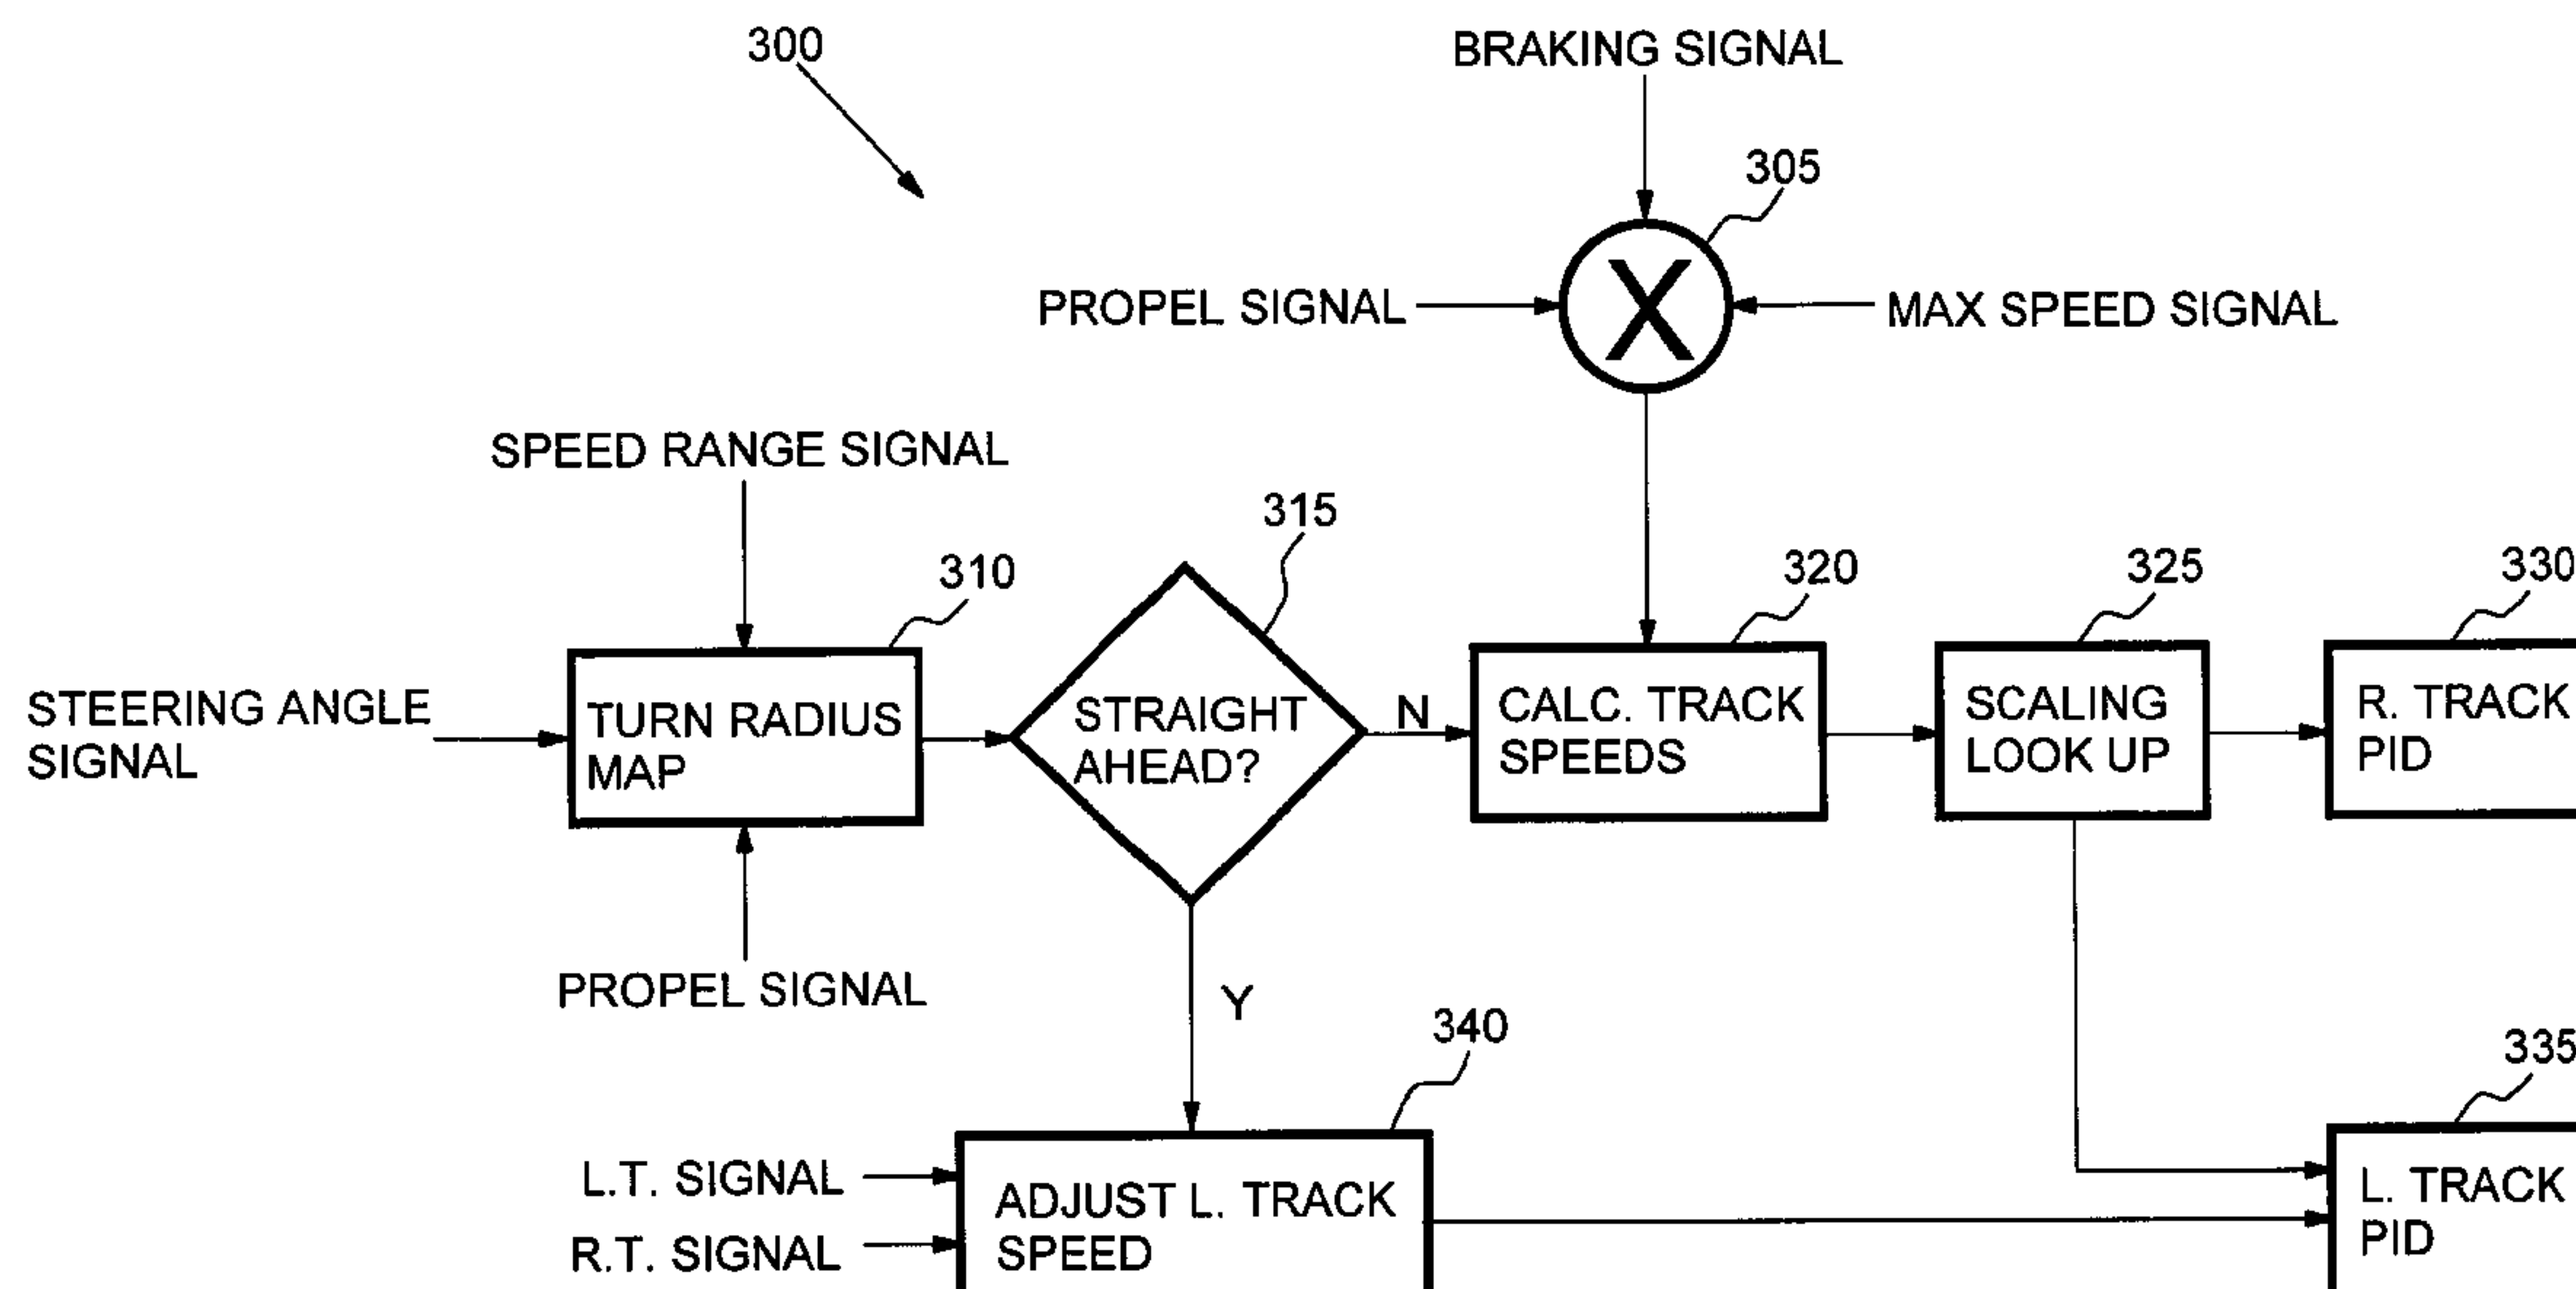 300
BRAKING SIGNAL
305
PROPEL SIGNAL
X
MAX SPEED SIGNAL
SPEED RANGE SIGNAL
315
310
320
325
330
STEERING ANGLE
SIGNAL
TURN RADIUS
MAP
STRAIGHT
AHEAD?
N
CALC. TRACK
SPEEDS
SCALING
LOOK UP
R. TRACK
PID
PROPEL SIGNAL
Y
340
335
L.T. SIGNAL
R.T. SIGNAL
ADJUST L. TRACK
SPEED
L. TRACK
PID